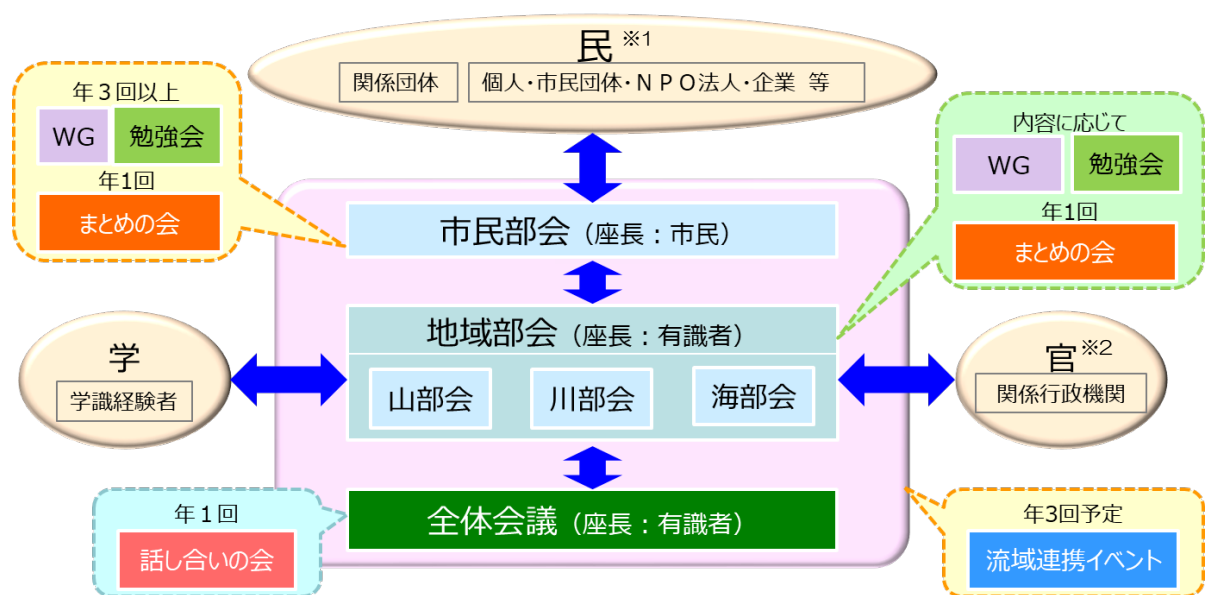 民※1
関係団体
個人・市民団体・NPO法人・企業 等
年3回以上
WG
勉強会
年1回
まとめの会
内容に応じて
WG
勉強会
年1回
まとめの会
市民部会（座長：市民）
地域部会（座長：有識者）
山部会
川部会
海部会
学
学識経験者
官※2
関係行政機関
全体会議（座長：有識者）
年1回
話し合いの会
年3回予定
流域連携イベント